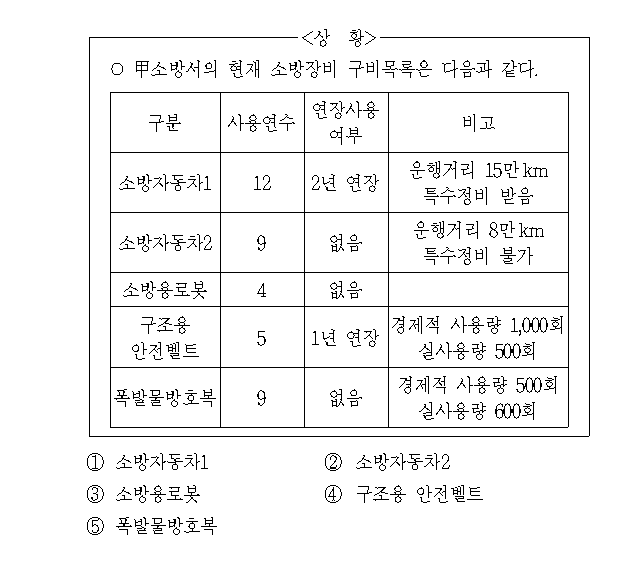 <상 황>
○ 甲소방서의 현재 소방장비 구비목록은 다음과 같다.
구분 사용연수 연장사용 여부 비고
소방자동차1 12 2년 연장 운행거리 15만km 특수정비 받음
소방자동차2 9 없음 운행거리 8만km 특수정비 불가
소방용로봇 4 없음
구조용 안전벨트 5 1년 연장 경제적 사용량 1,000회 실사용량 500회
폭발물방호복 9 없음 경제적 사용량 500회 실사용량 600회
① 소방자동차1 ② 소방자동차2
③ 소방용로봇 ④ 구조용 안전벨트
⑤ 폭발물방호복